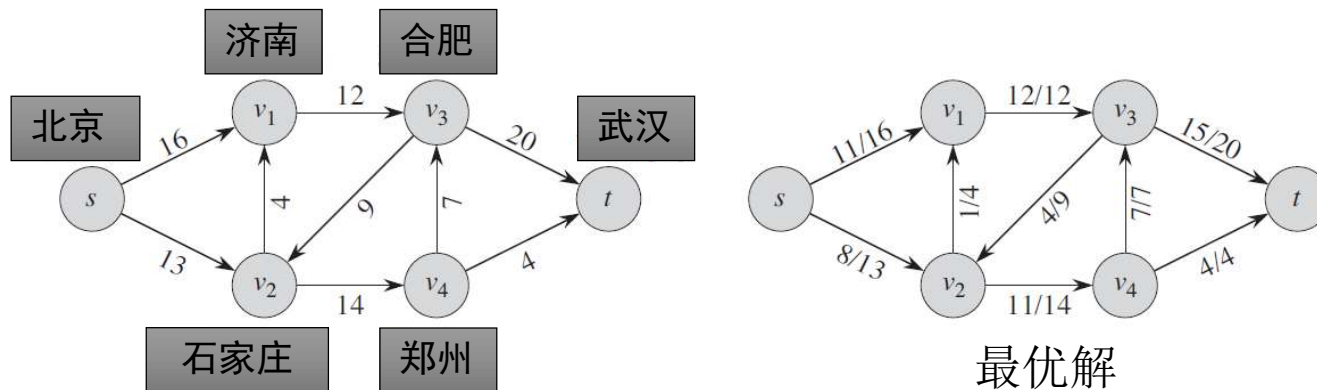 济南
合肥
北京
武汉
石家庄
郑州
s
v1
v2
v3
v4
t
16
13
12
4
9
14
7
20
4
s
v1
v2
v3
v4
t
11/16
8/13
12/12
1/4
4/9
11/14
7/7
15/20
4/4
最优解